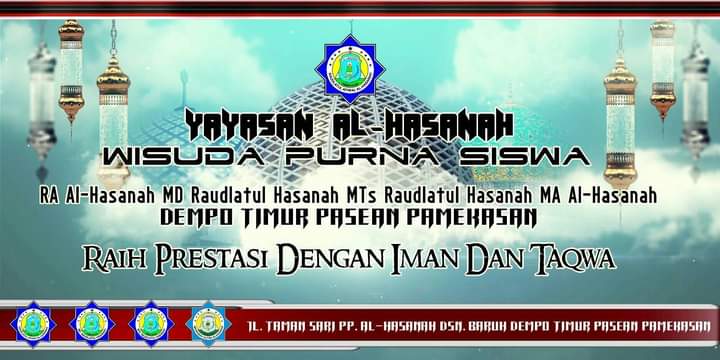 YAYASAN AL-HASANAH
WISUDA PURNA SISWA
RA Al-Hasanah MD Raudlatul Hasanah MTs Raudlatul Hasanah MA Al-Hasanah
DEMPO TIMUR PASEAN PAMEKASAN
RAIH PRESTASI DENGAN IMAN DAN TAQWA
JL. TAMAN SARI PP. AL-HASANAH DSN. BARUH DEMPO TIMUR PASEAN PAMEKASAN